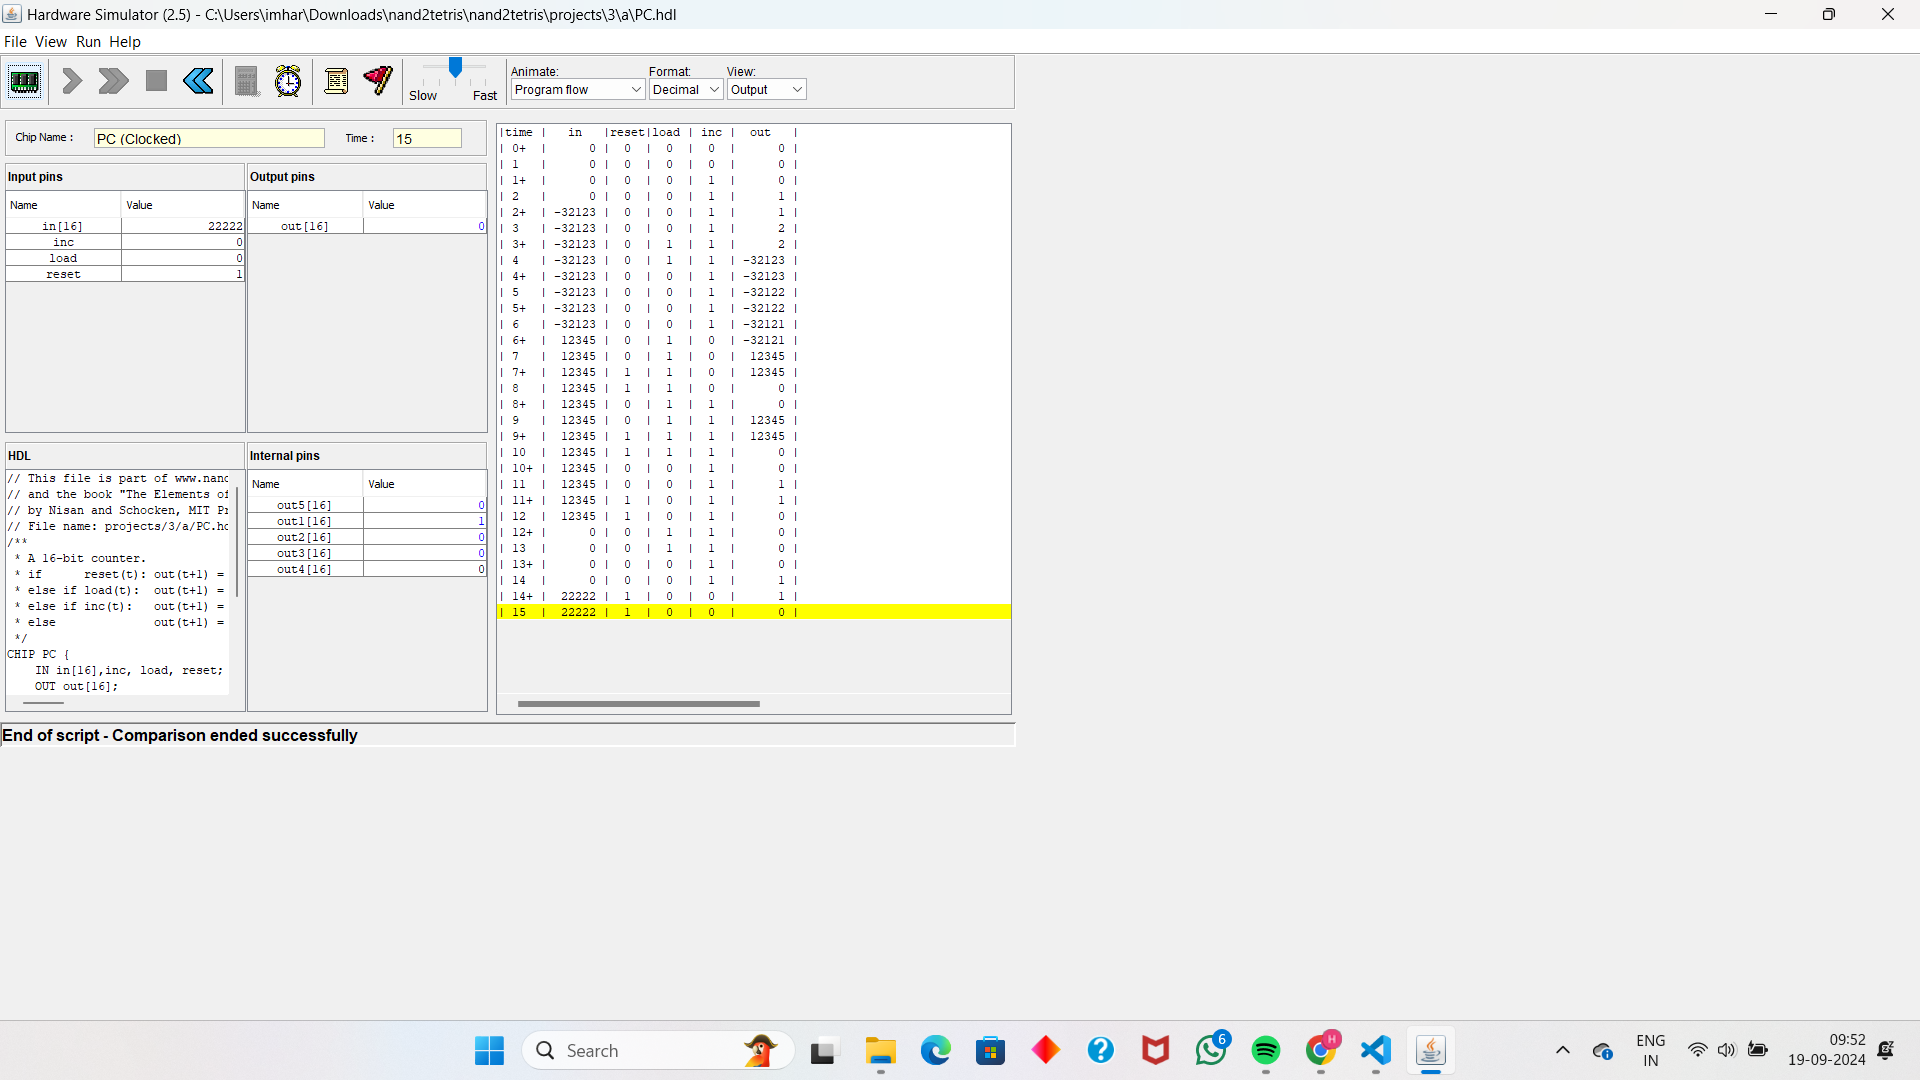 Hardware Simulator (2.5) - C:\Users\imhar\Downloads\nand2tetris\nand2tetris\projects\3\a\PC.hdl
File View Run Help
Slow Fast
Animate: Format: View:
Program flow Decimal Output
Chip Name : PC (Clocked) Time : 15
Input pins Output pins
Name Value Name Value
in[16] 22222 out[16] 0
inc 0
load 0
reset 1
HDL Internal pins
// This file is part of www.nand
// and the book "The Elements of
// by Nisan and Schocken, MIT Pr
// File name: projects/3/a/PC.hd
/**
* A 16-bit counter.
* if reset(t): out(t+1) =
* else if load(t): out(t+1) =
* else if inc(t): out(t+1) =
* else out(t+1) =
*/
CHIP PC {
IN in[16],inc, load, reset;
OUT out[16];
Name Value
out5[16] 0
out1[16] 1
out2[16] 0
out3[16] 0
out4[16] 0
|time | in |reset|load | inc | out |
| 0+ | 0 | 0 | 0 | 0 | 0 |
| 1 | 0 | 0 | 0 | 0 | 0 |
| 1+ | 0 | 0 | 0 | 1 | 0 |
| 2 | 0 | 0 | 0 | 1 | 1 |
| 2+ | -32123 | 0 | 0 | 1 | 1 |
| 3 | -32123 | 0 | 0 | 1 | 2 |
| 3+ | -32123 | 0 | 1 | 1 | 2 |
| 4 | -32123 | 0 | 1 | 1 | -32123 |
| 4+ | -32123 | 0 | 0 | 1 | -32123 |
| 5 | -32123 | 0 | 0 | 1 | -32122 |
| 5+ | -32123 | 0 | 0 | 1 | -32122 |
| 6 | -32123 | 0 | 0 | 1 | -32121 |
| 6+ | 12345 | 0 | 1 | 0 | -32121 |
| 7 | 12345 | 0 | 1 | 0 | 12345 |
| 7+ | 12345 | 1 | 1 | 0 | 12345 |
| 8 | 12345 | 1 | 1 | 0 | 0 |
| 8+ | 12345 | 0 | 1 | 1 | 0 |
| 9 | 12345 | 0 | 1 | 1 | 12345 |
| 9+ | 12345 | 1 | 1 | 1 | 12345 |
| 10 | 12345 | 1 | 1 | 1 | 0 |
| 10+ | 12345 | 0 | 0 | 1 | 0 |
| 11 | 12345 | 0 | 0 | 1 | 1 |
| 11+ | 12345 | 1 | 0 | 1 | 1 |
| 12 | 12345 | 1 | 0 | 1 | 0 |
| 12+ | 0 | 0 | 1 | 1 | 0 |
| 13 | 0 | 0 | 1 | 1 | 0 |
| 13+ | 0 | 0 | 0 | 1 | 0 |
| 14 | 0 | 0 | 0 | 1 | 1 |
| 14+ | 22222 | 1 | 0 | 0 | 1 |
| 15 | 22222 | 1 | 0 | 0 | 0 |
End of script - Comparison ended successfully
Search
6
H
ENG
IN
09:52
19-09-2024